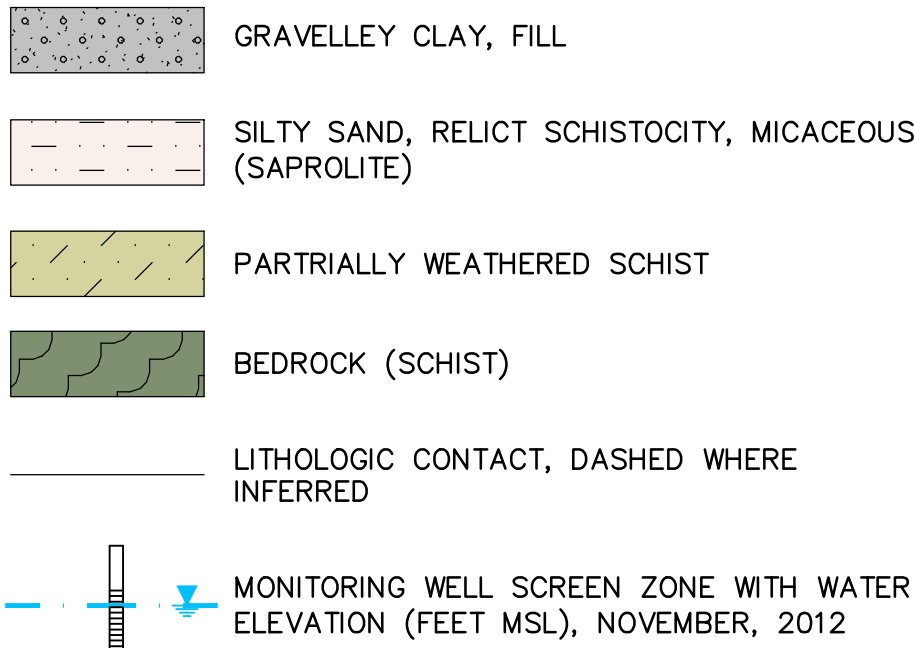 GRAVELLEY CLAY, FILL
SILTY SAND, RELICT SCHISTOCITY, MICACEOUS
(SAPROLITE)
PARTRIALLY WEATHERED SCHIST
BEDROCK (SCHIST)
LITHOLOGIC CONTACT, DASHED WHERE
INFERRED
MONITORING WELL SCREEN ZONE WITH WATER
ELEVATION (FEET MSL), NOVEMBER, 2012